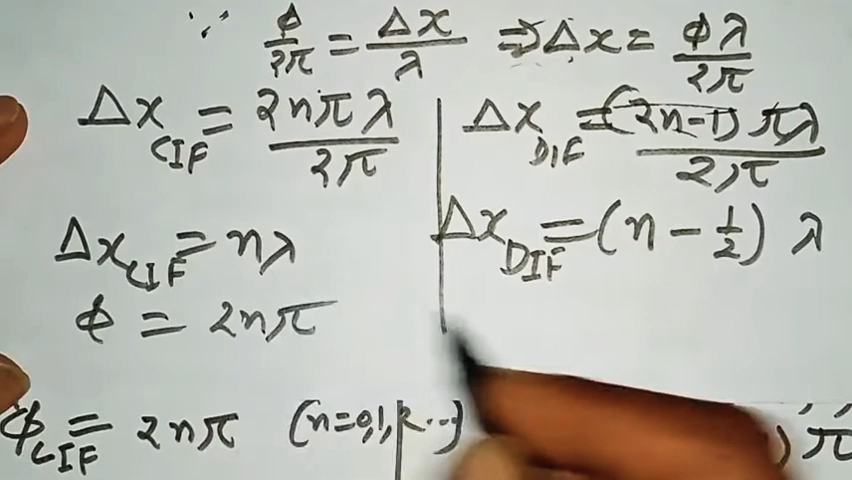 ∵ ϕ/2π = Δx/λ ⇒ Δx = ϕλ/2π
Δx_CIF = 2nπλ/2π
Δx_CIF = nλ
ϕ = 2nπ
ϕ_CIF = 2nπ (n=0,1,2...)
Δx_DIF = (2n-1)πλ/2π
Δx_DIF = (n - 1/2) λ
) π